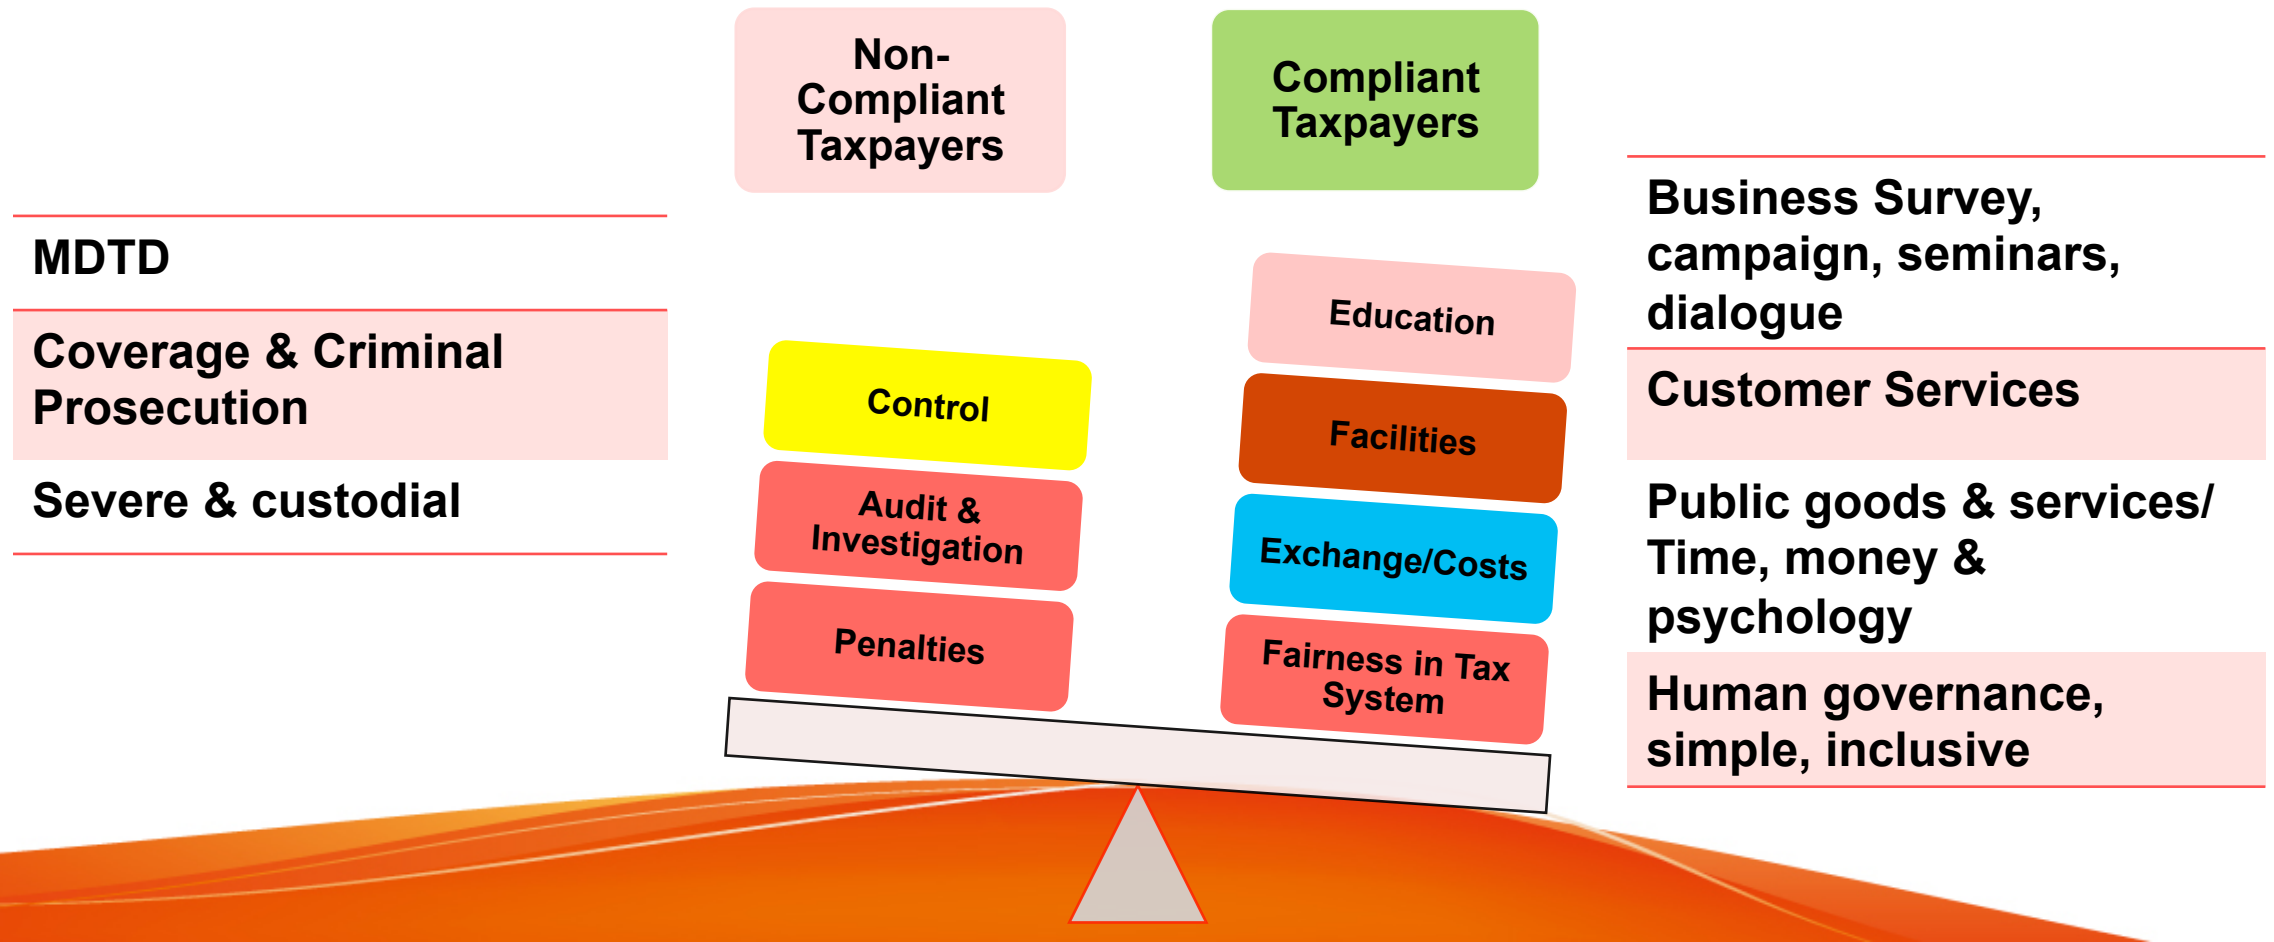 Non-
Compliant
Taxpayers
Compliant
Taxpayers
MDTD
Coverage & Criminal
Prosecution
Severe & custodial
Control
Audit &
Investigation
Penalties
Education
Facilities
Exchange/Costs
Fairness in Tax
System
Business Survey,
campaign, seminars,
dialogue
Customer Services
Public goods & services/
Time, money &
psychology
Human governance,
simple, inclusive